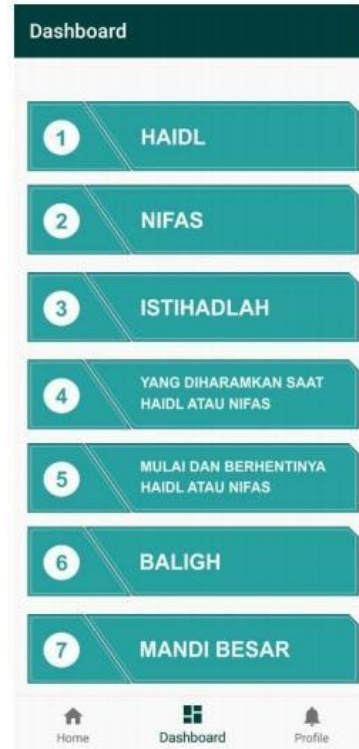 Dashboard
1 HAIDL
2 NIFAS
3 ISTIHADLAH
4 YANG DIHARAMKAN SAAT
HAIDL ATAU NIFAS
5 MULAI DAN BERHENTINYA
HAIDL ATAU NIFAS
6 BALIGH
7 MANDI BESAR
Home Dashboard Profile